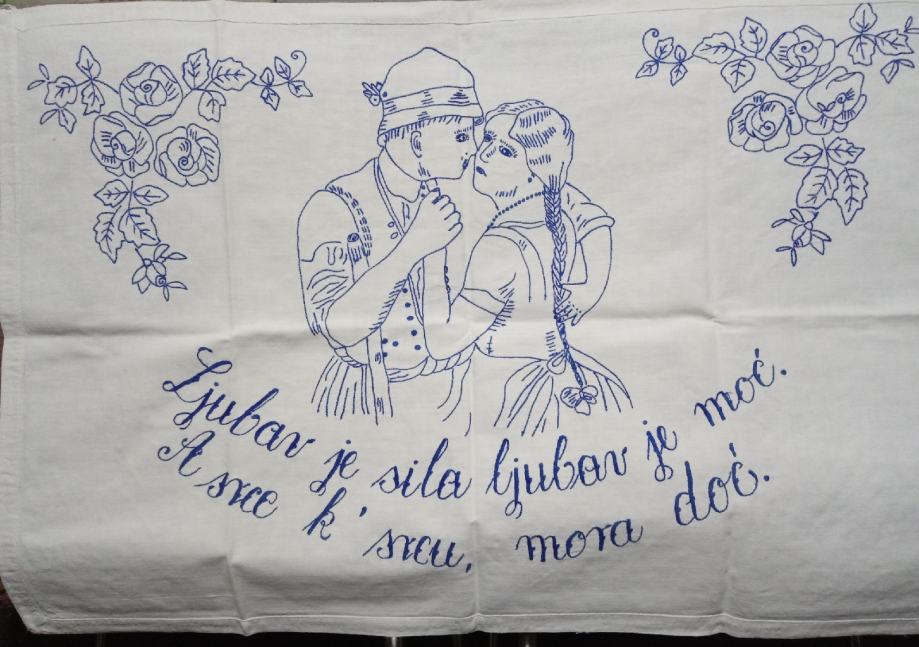 Ljubav je sila ljubav je moć.
A srce k' srcu, mora doć.